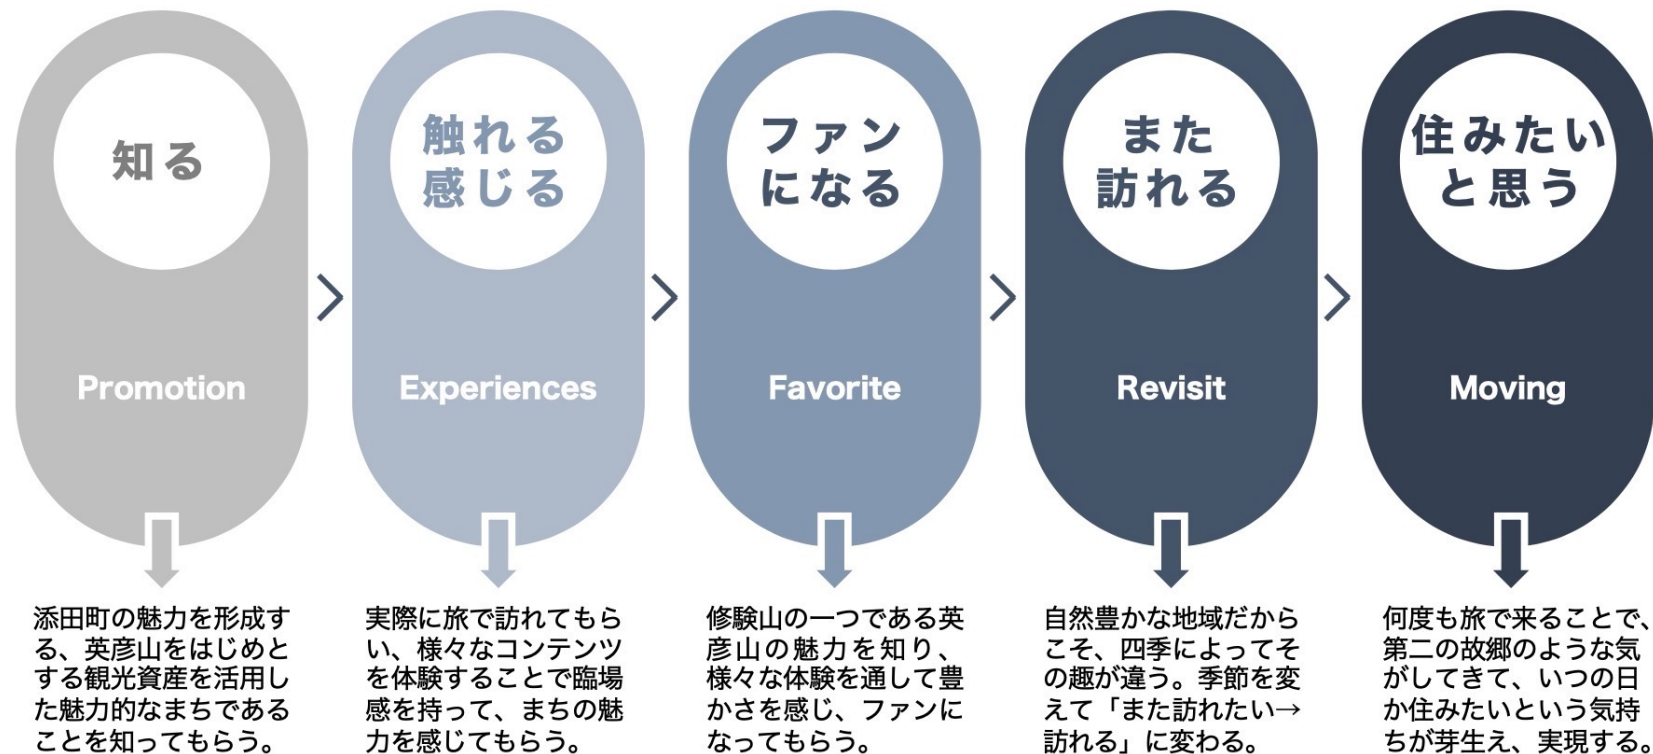 知る
Promotion
添田町の魅力を形成す
る、英彦山をはじめと
する観光資産を活用し
た魅力的なまちである
ことを知ってもらう。
触れる
感じる
Experiences
実際に旅で訪れてもら
い、様々なコンテンツ
を体験することで臨場
感を持って、まちの魅
力を感じてもらう。
ファン
になる
Favorite
修験山の一つである英
彦山の魅力を知り、
様々な体験を通して豊
かさを感じ、ファンに
なってもらう。
また
訪れる
Revisit
自然豊かな地域だから
こそ、四季によってそ
の趣が違う。季節を変
えて「また訪れたい→
訪れる」に変わる。
住みたい
と思う
Moving
何度も旅で来ることで、
第二の故郷のような気
がしてきて、いつの日
か住みたいという気持
ちが芽生え、実現する。